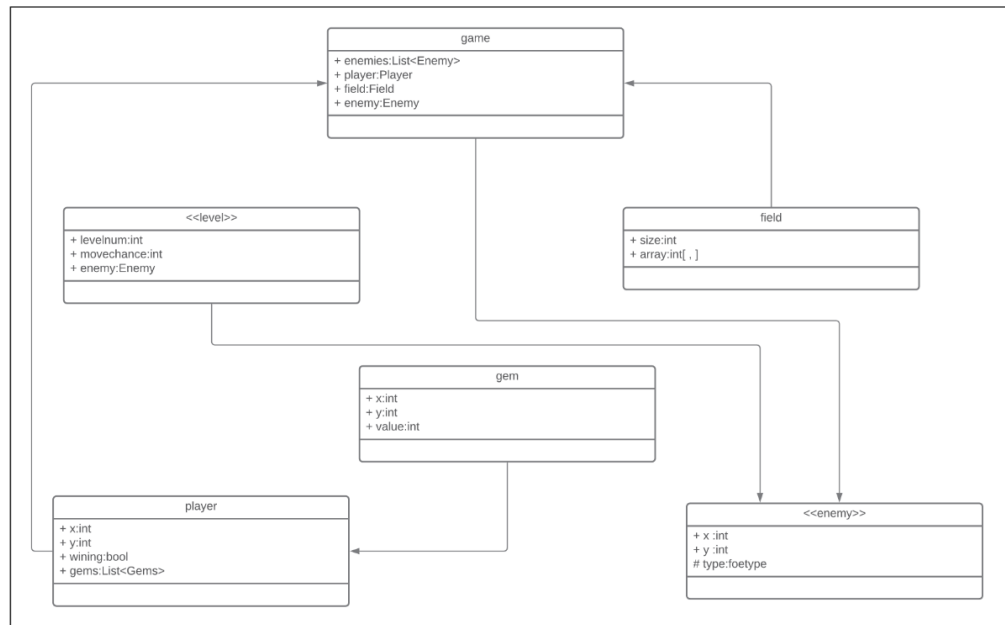 game
+ enemies:List<Enemy>
+ player:Player
+ field:Field
+ enemy:Enemy
<<level>>
+ levelnum:int
+ movechance:int
+ enemy:Enemy
field
+ size:int
+ array:int[ , ]
gem
+ x:int
+ y:int
+ value:int
player
+ x:int
+ y:int
+ wining:bool
+ gems:List<Gems>
<<enemy>>
+ x :int
+ y :int
# type:foetype